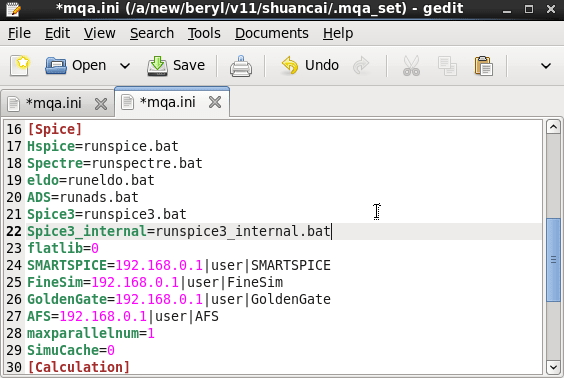 *mqa.ini (/a/new/beryl/v11/shuancai/.mqa_set) - gedit
File Edit View Search Tools Documents Help
Open Save Undo
*mqa.ini *mqa.ini
16 [Spice]
17 Hspice=runspice.bat
18 Spectre=runspectre.bat
19 eldo=runeldo.bat
20 ADS=runads.bat
21 Spice3=runspice3.bat
22 Spice3_internal=runspice3_internal.bat
23 flatlib=0
24 SMARTSPICE=192.168.0.1|user|SMARTSPICE
25 FineSim=192.168.0.1|user|FineSim
26 GoldenGate=192.168.0.1|user|GoldenGate
27 AFS=192.168.0.1|user|AFS
28 maxparallelnum=1
29 SimuCache=0
30 [Calculation]